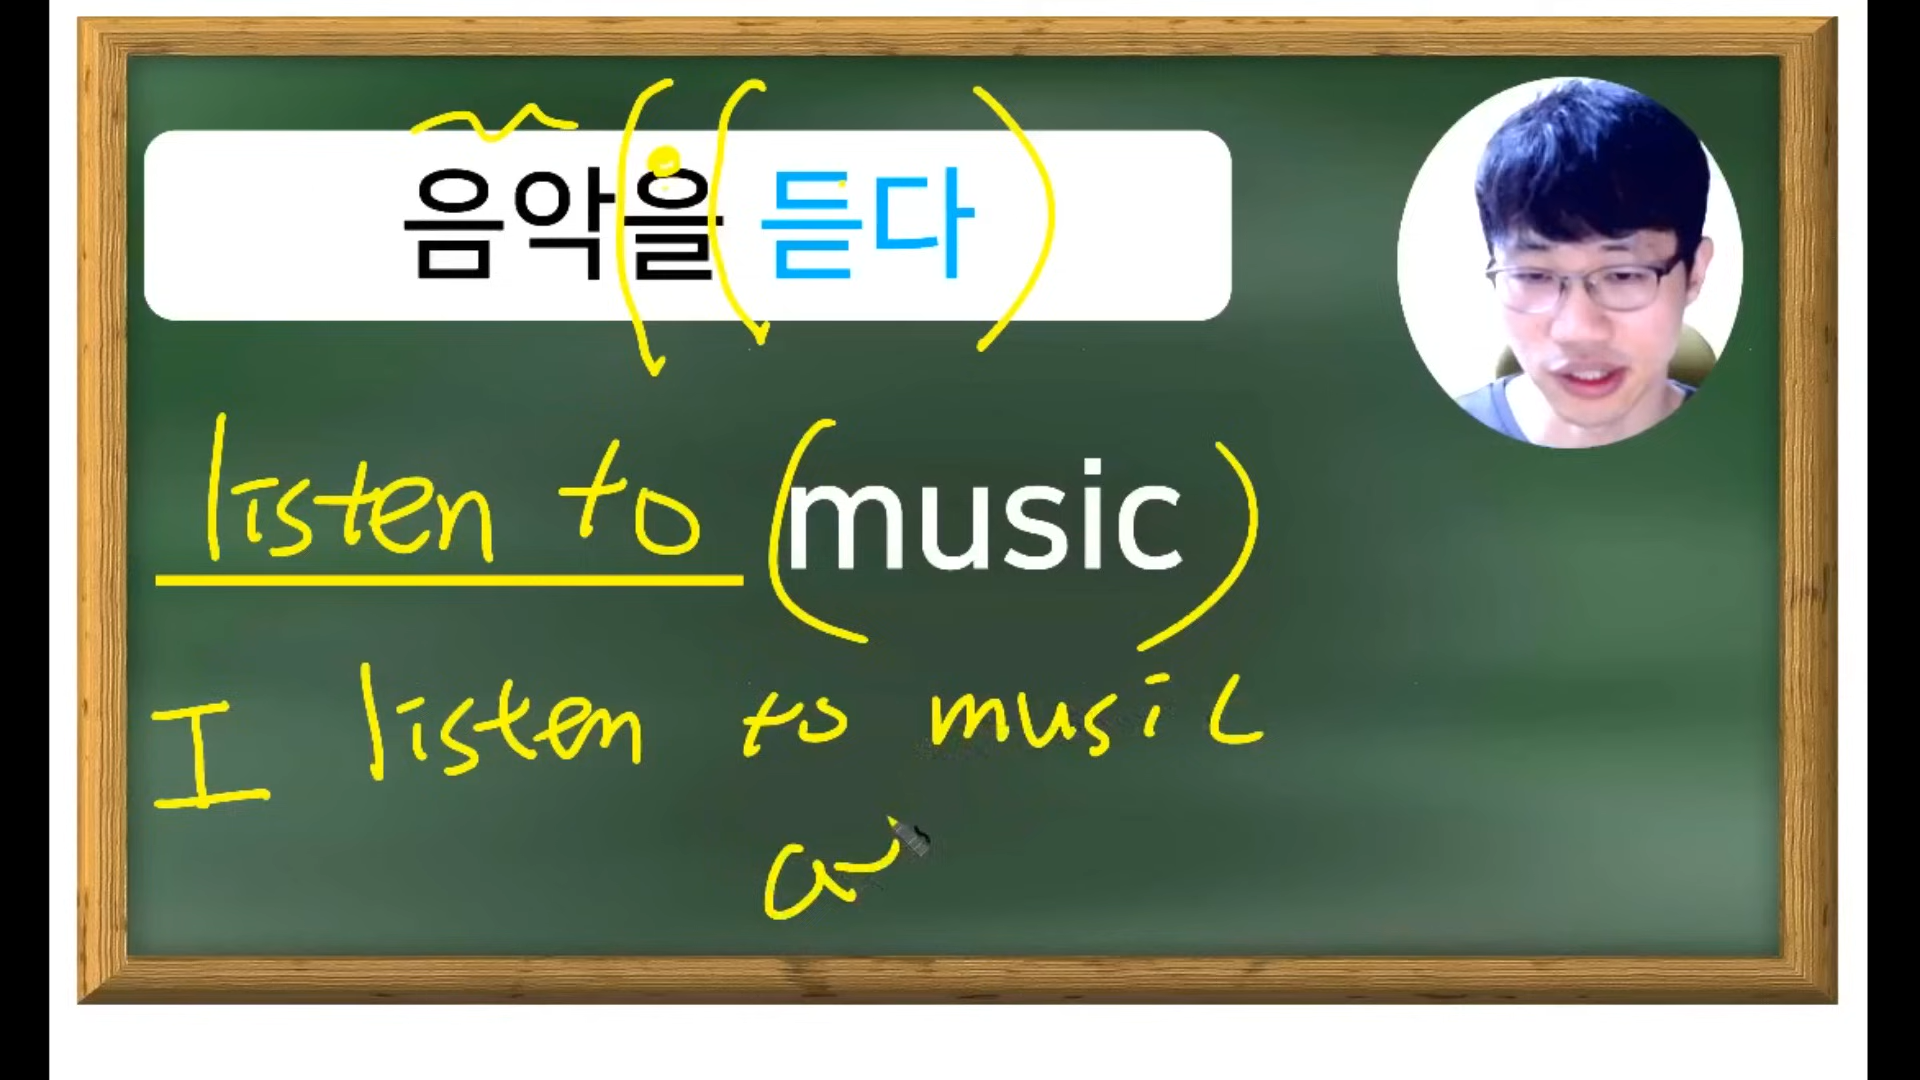 음악을 듣다
listen to (music)
I listen to music